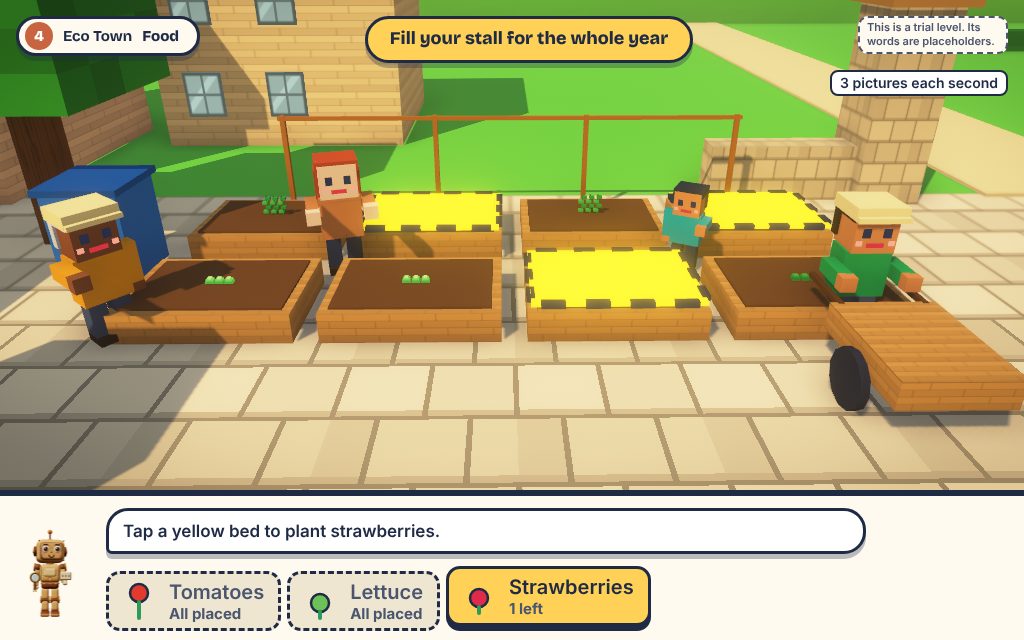 4 Eco Town Food
Fill your stall for the whole year
This is a trial level. Its
words are placeholders.
3 pictures each second
Tap a yellow bed to plant strawberries.
Tomatoes
All placed
Lettuce
All placed
Strawberries
1 left